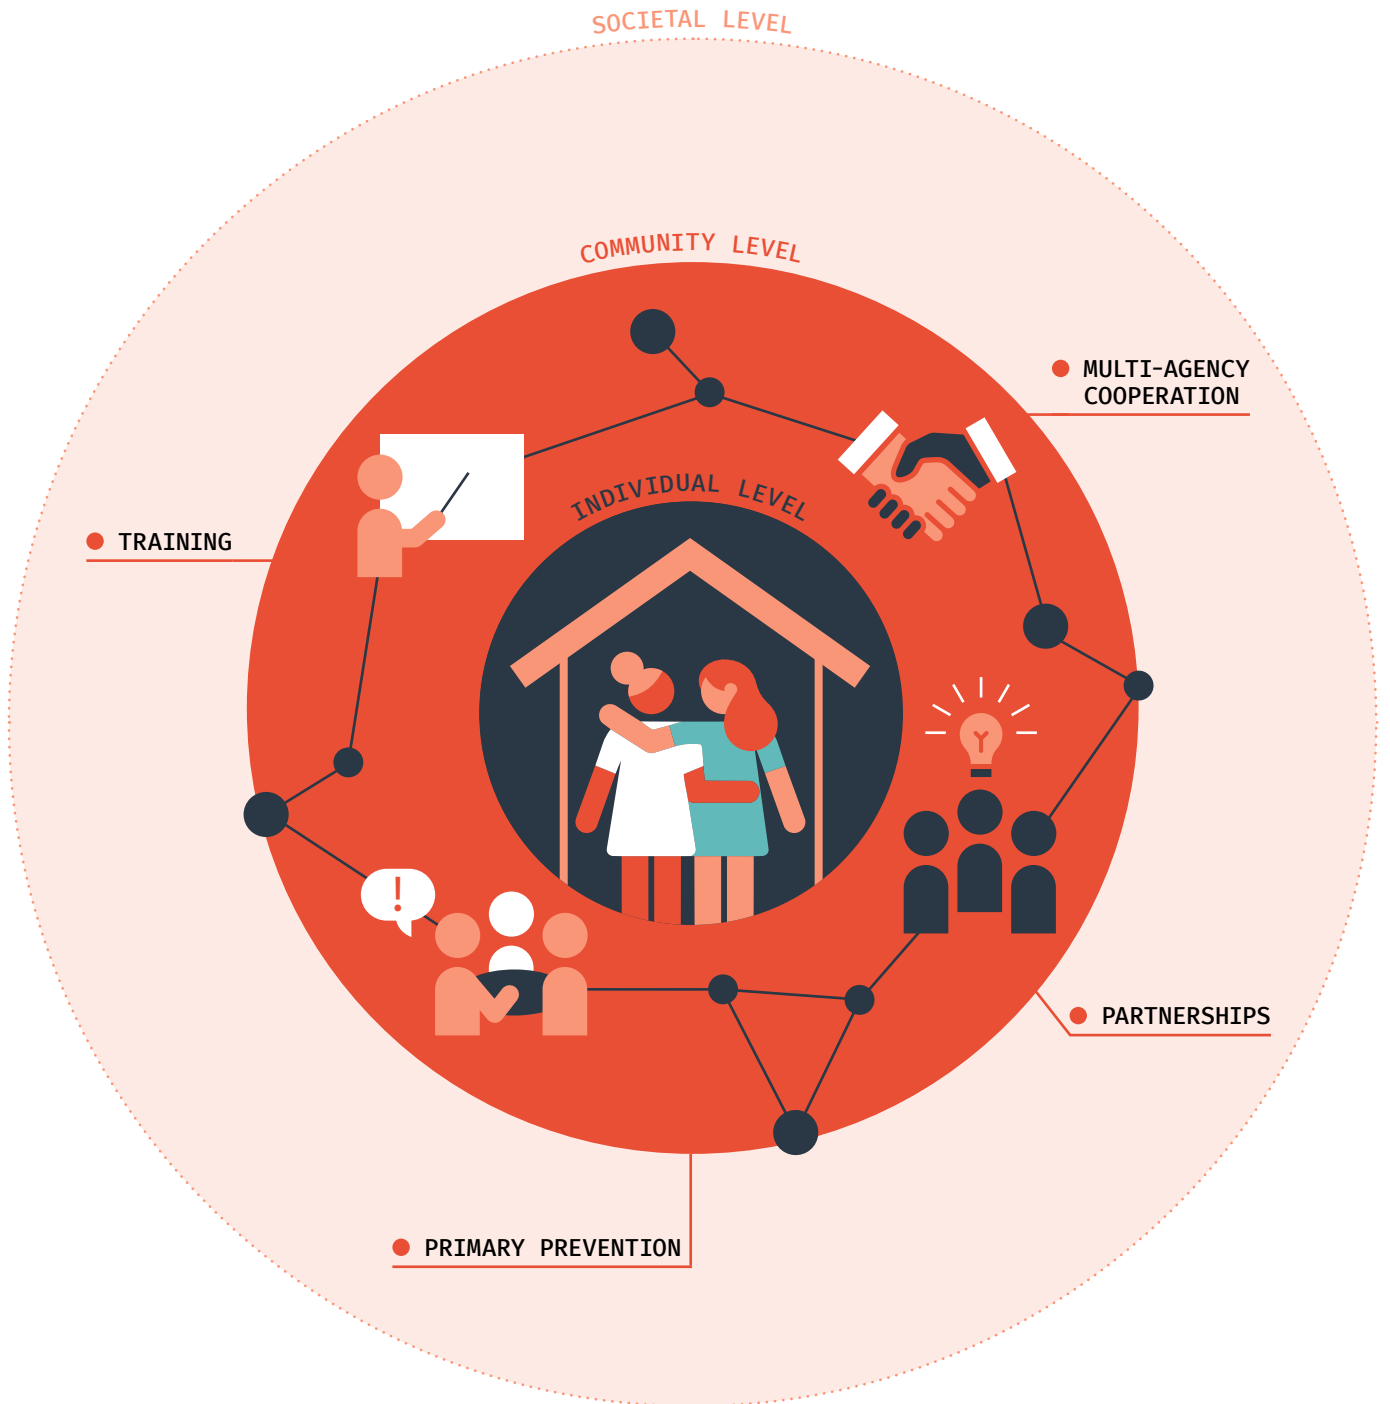 SOCIETAL LEVEL
COMMUNITY LEVEL
MULTI-AGENCY
COOPERATION
INDIVIDUAL LEVEL
TRAINING
!
PARTNERSHIPS
PRIMARY PREVENTION